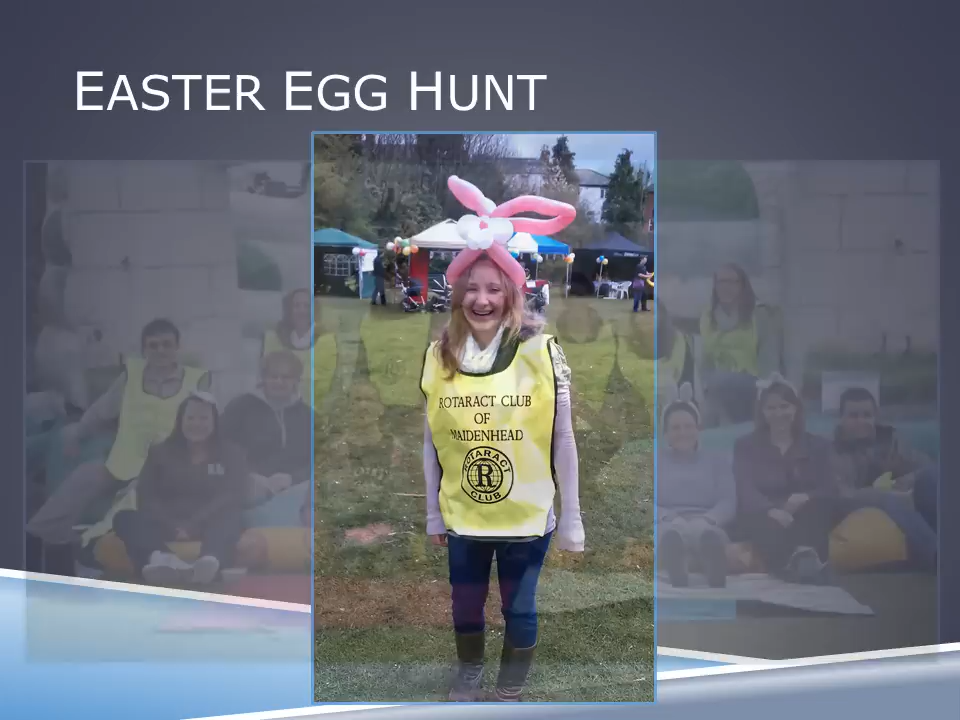 EASTER EGG HUNT
ROTARACT CLUB
OF
MAIDENHEAD
ROTARACT
R
CLUB